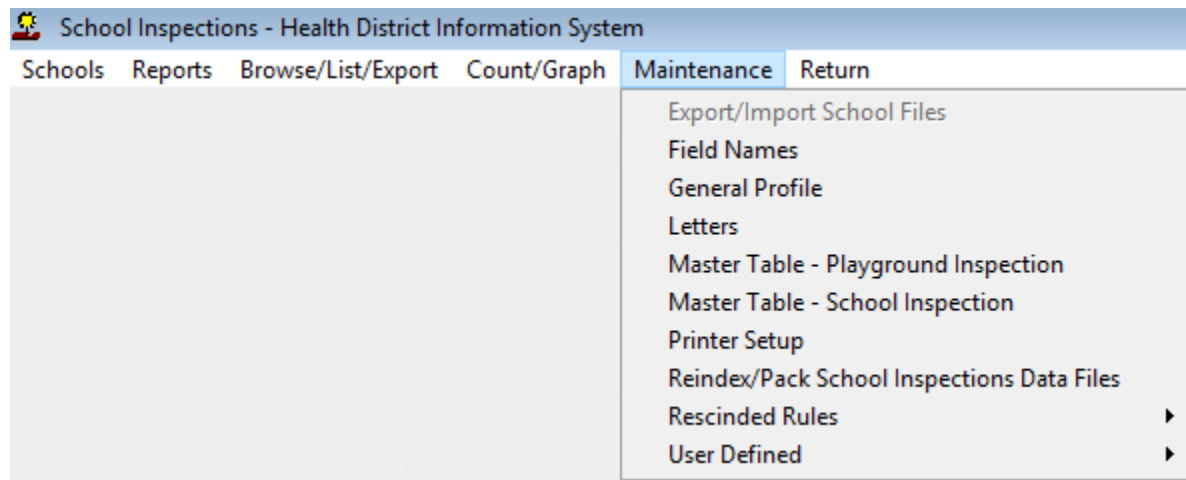 School Inspections - Health District Information System
Schools Reports Browse/List/Export Count/Graph Maintenance Return
Export/Import School Files
Field Names
General Profile
Letters
Master Table - Playground Inspection
Master Table - School Inspection
Printer Setup
Reindex/Pack School Inspections Data Files
Rescinded Rules
User Defined